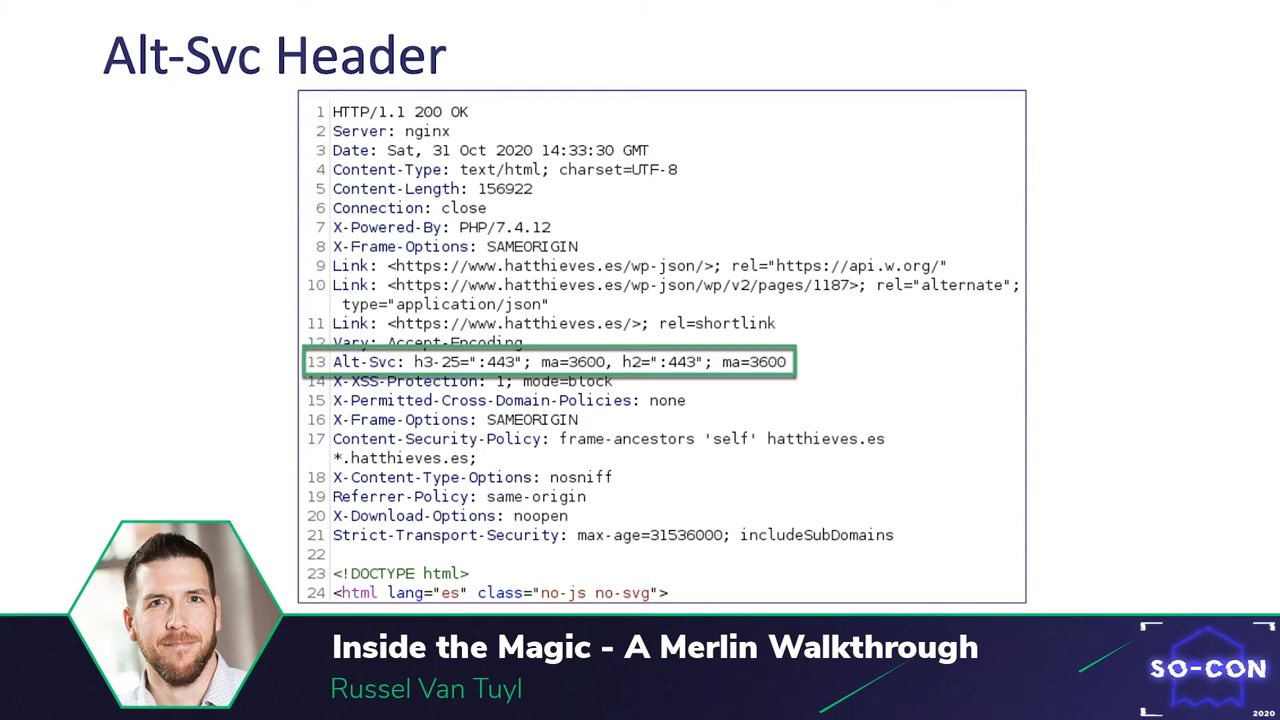 Alt-Svc Header
1 HTTP/1.1 200 OK
2 Server: nginx
3 Date: Sat, 31 Oct 2020 14:33:30 GMT
4 Content-Type: text/html; charset=UTF-8
5 Content-Length: 156922
6 Connection: close
7 X-Powered-By: PHP/7.4.12
8 X-Frame-Options: SAMEORIGIN
9 Link: <https://www.hatthieves.es/wp-json/>; rel="https://api.w.org/"
10 Link: <https://www.hatthieves.es/wp-json/wp/v2/pages/1187>; rel="alternate";
type="application/json"
11 Link: <https://www.hatthieves.es/>; rel=shortlink
12 Vary: Accept-Encoding
13 Alt-Svc: h3-25=":443"; ma=3600, h2=":443"; ma=3600
14 X-XSS-Protection: 1; mode=block
15 X-Permitted-Cross-Domain-Policies: none
16 X-Frame-Options: SAMEORIGIN
17 Content-Security-Policy: frame-ancestors 'self' hatthieves.es
*.hatthieves.es;
18 X-Content-Type-Options: nosniff
19 Referrer-Policy: same-origin
20 X-Download-Options: noopen
21 Strict-Transport-Security: max-age=31536000; includeSubDomains
22
23 <!DOCTYPE html>
24 <html lang="es" class="no-js no-svg">
Inside the Magic - A Merlin Walkthrough
Russel Van Tuyl
SO-CON
2020